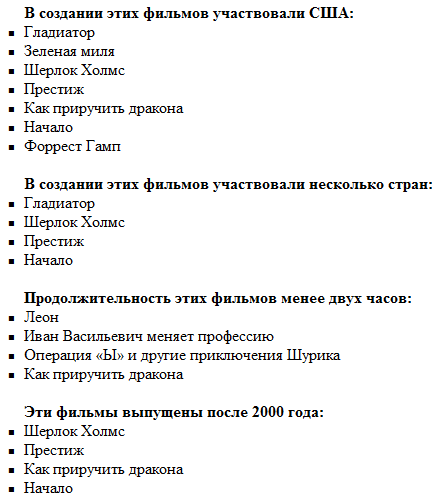 В создании этих фильмов участвовали США:
Гладиатор
Зеленая миля
Шерлок Холмс
Престиж
Как приручить дракона
Начало
Форрест Гамп
В создании этих фильмов участвовали несколько стран:
Гладиатор
Шерлок Холмс
Престиж
Начало
Продолжительность этих фильмов менее двух часов:
Леон
Иван Васильевич меняет профессию
Операция «Ы» и другие приключения Шурика
Как приручить дракона
Эти фильмы выпущены после 2000 года:
Шерлок Холмс
Престиж
Как приручить дракона
Начало